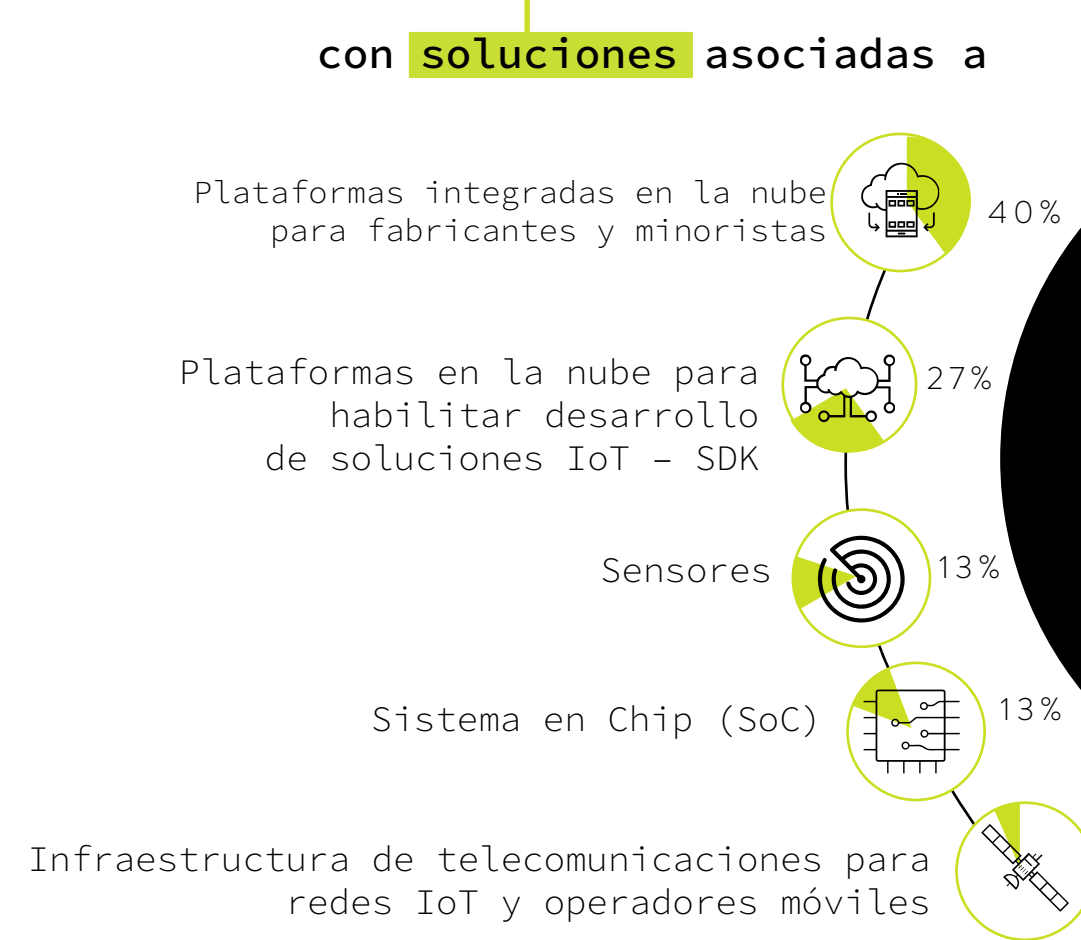 con soluciones asociadas a
Plataformas integradas en la nube
para fabricantes y minoristas
40%
Plataformas en la nube para
habilitar desarrollo
de soluciones IoT – SDK
27%
Sensores
13%
Sistema en Chip (SoC)
13%
Infraestructura de telecomunicaciones para
redes IoT y operadores móviles